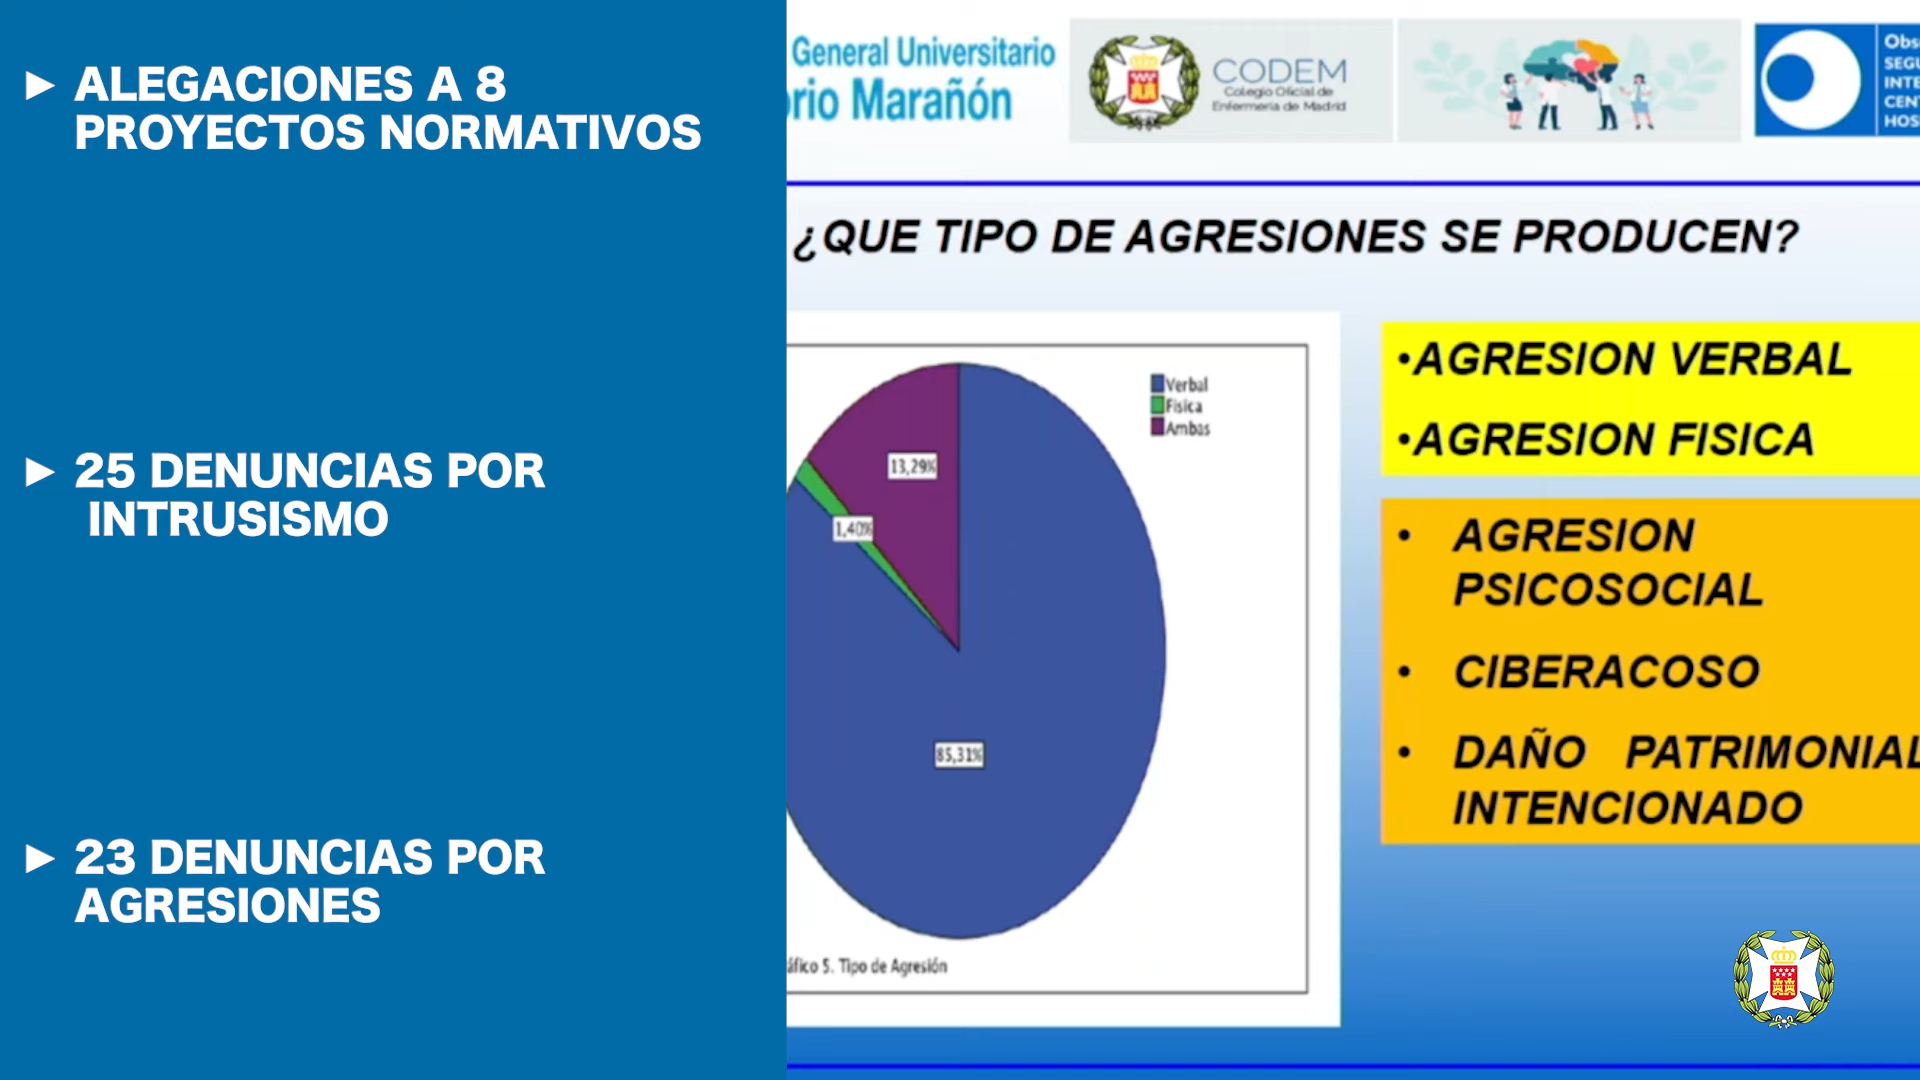 ► ALEGACIONES A 8
PROYECTOS NORMATIVOS
► 25 DENUNCIAS POR
INTRUSISMO
► 23 DENUNCIAS POR
AGRESIONES
General Universitario
rio Marañón
CODEM
Colegio Oficial de
Enfermería de Madrid
¿QUE TIPO DE AGRESIONES SE PRODUCEN?
Verbal
Fisica
Ambas
13,29%
1,40%
85,31%
áfico 5. Tipo de Agresión
•AGRESION VERBAL
•AGRESION FISICA
• AGRESION
PSICOSOCIAL
• CIBERACOSO
• DAÑO PATRIMONIAL
INTENCIONADO